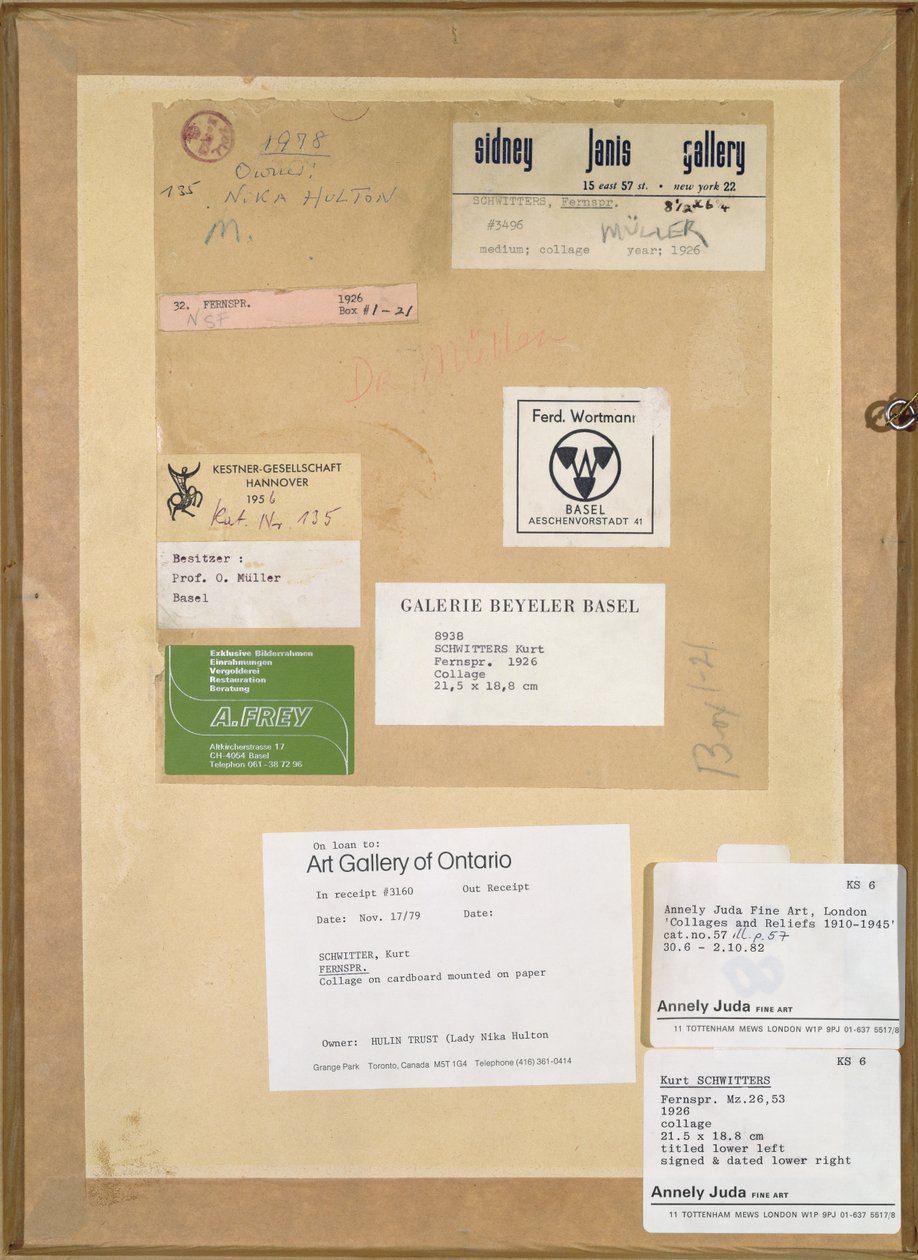 1978
Owner:
135
NIKA HULTON
M.
sidney janis gallery
15 east 57 st. • new york 22
SCHWITTERS, Fernspr. 8 1/2 x 6 3/4
#3496
MÜLLER
medium; collage year; 1926
32. FERNSPR. 1926
Box #1-21
NSF
Dr Müller
Ferd. Wortmann
BASEL
AESCHENVORSTADT 41
KESTNER-GESELLSCHAFT
HANNOVER
1956
Kat. Nr. 135
Besitzer :
Prof. O. Müller
Basel
GALERIE BEYELER BASEL
8938
SCHWITTERS Kurt
Fernspr. 1926
Collage
21,5 x 18,8 cm
Exklusive Bilderrahmen
Einrahmungen
Vergolderei
Restauration
Beratung
A.FREY
Altkircherstrasse 17
CH-4054 Basel
Telephon 061-38 72 96
Box 1-21
On loan to:
Art Gallery of Ontario
In receipt #3160 Out Receipt
Date: Nov. 17/79 Date:
SCHWITTER, Kurt
FERNSPR.
Collage on cardboard mounted on paper
Owner: HULIN TRUST (Lady Nika Hulton
Grange Park Toronto, Canada M5T 1G4 Telephone (416) 361-0414
KS 6
Annely Juda Fine Art, London
'Collages and Reliefs 1910-1945'
cat.no.57 ill. p. 57
30.6 - 2.10.82
Annely Juda FINE ART
11 TOTTENHAM MEWS LONDON W1P 9PJ 01-637 5517/8
KS 6
Kurt SCHWITTERS
Fernspr. Mz.26,53
1926
collage
21.5 x 18.8 cm
titled lower left
signed & dated lower right
Annely Juda FINE ART
11 TOTTENHAM MEWS LONDON W1P 9PJ 01-637 5517/8